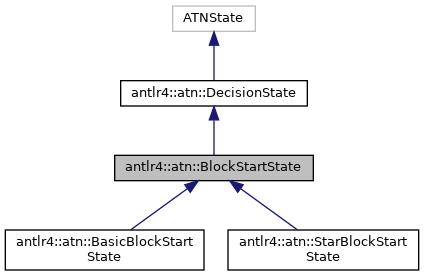 ATNState
antlr4::atn::DecisionState
antlr4::atn::BlockStartState
antlr4::atn::BasicBlockStart
State
antlr4::atn::StarBlockStart
State